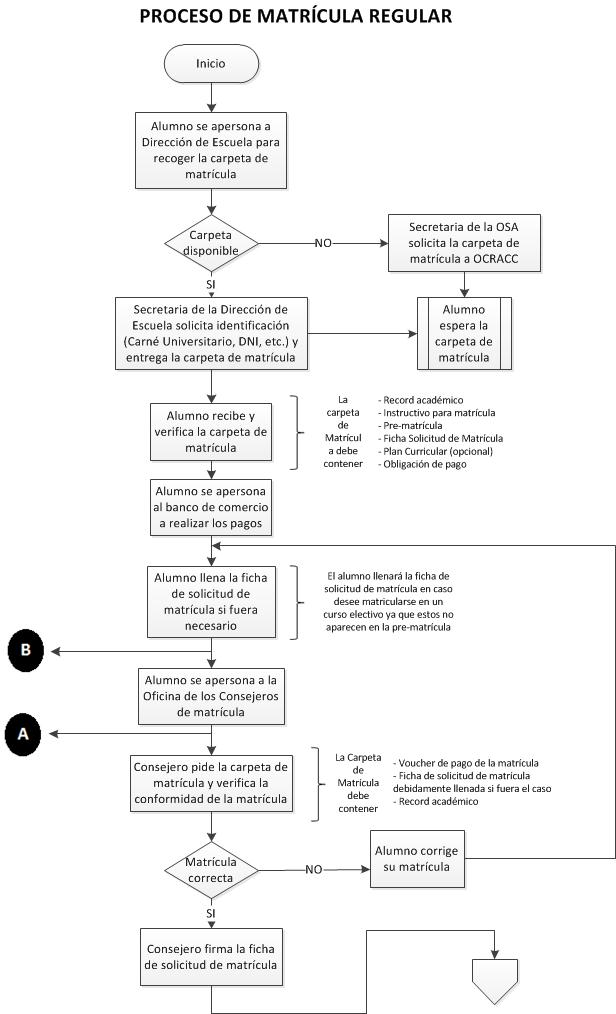 PROCESO DE MATRÍCULA REGULAR
Inicio
Alumno se apersona a
Dirección de Escuela para
recoger la carpeta de
matrícula
Carpeta
disponible
NO
Secretaria de la OSA
solicita la carpeta de
matrícula a OCRACC
SI
Secretaria de la Dirección de
Escuela solicita identificación
(Carné Universitario, DNI, etc.) y
entrega la carpeta de matrícula
Alumno
espera la
carpeta de
matrícula
Alumno recibe y
verifica la carpeta de
matrícula
La
carpeta
de
Matrícul
a debe
contener
- Record académico
- Instructivo para matrícula
- Pre-matrícula
- Ficha Solicitud de Matrícula
- Plan Curricular (opcional)
- Obligación de pago
Alumno se apersona
al banco de comercio
a realizar los pagos
Alumno llena la ficha
de solicitud de
matrícula si fuera
necesario
El alumno llenará la ficha de
solicitud de matrícula en caso
desee matricularse en un
curso electivo ya que estos no
aparecen en la pre-matrícula
B
Alumno se apersona a la
Oficina de los Consejeros
de matrícula
A
Consejero pide la carpeta de
matrícula y verifica la
conformidad de la matrícula
La Carpeta
de
Matrícula
debe
contener
- Voucher de pago de la matrícula
- Ficha de solicitud de matrícula
debidamente llenada si fuera el caso
- Record académico
Matrícula
correcta
NO
Alumno corrige
su matrícula
SI
Consejero firma la ficha
de solicitud de matrícula